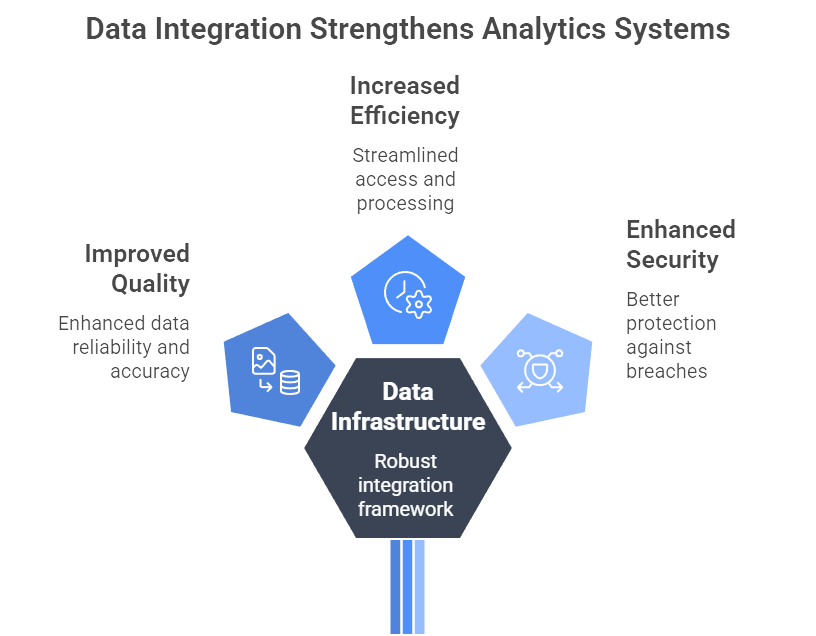 Data Integration Strengthens Analytics Systems
Increased
Efficiency
Streamlined
access and
processing
Improved
Quality
Enhanced data
reliability and
accuracy
Enhanced
Security
Better
protection
against
breaches
Data
Infrastructure
Robust
integration
framework